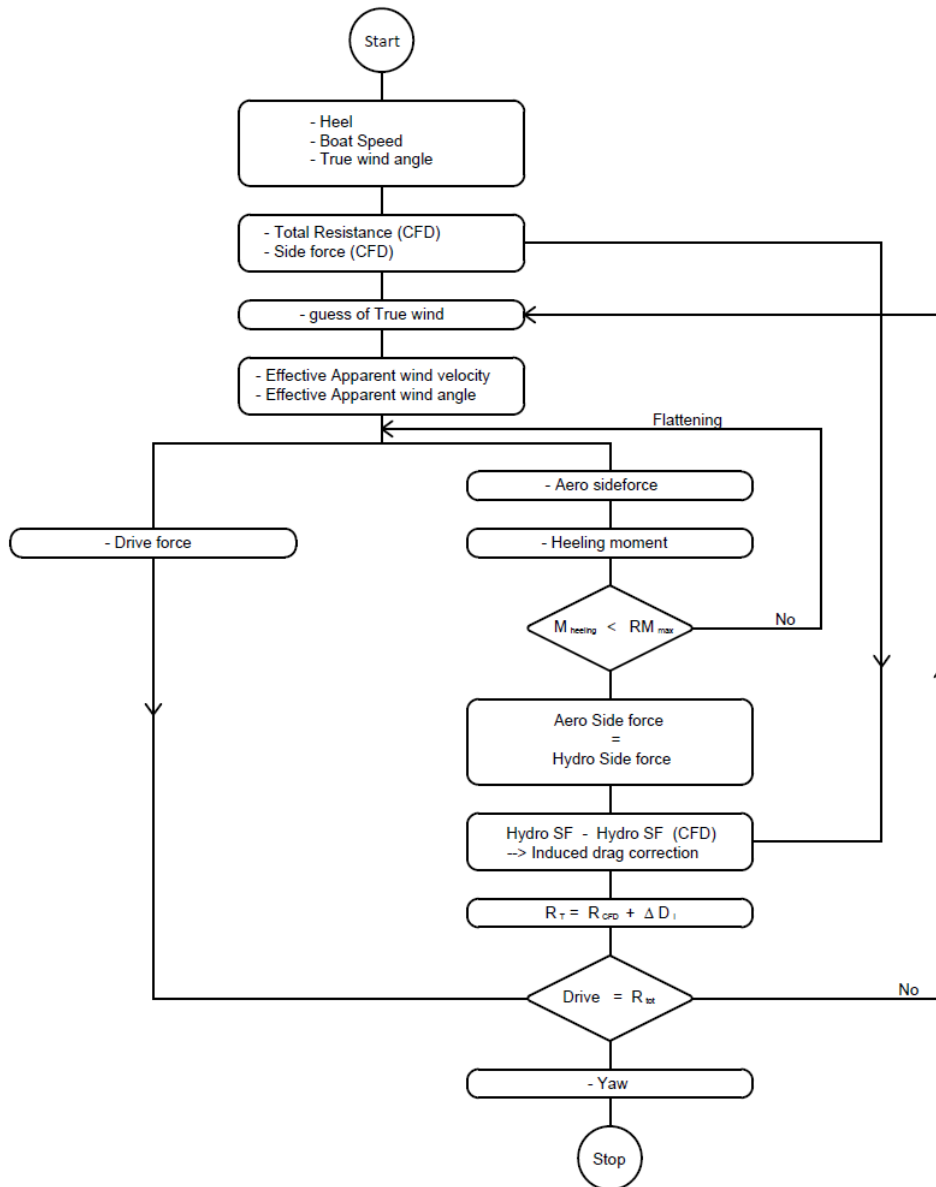 Start
- Heel
- Boat Speed
- True wind angle
- Total Resistance (CFD)
- Side force (CFD)
- guess of True wind
- Effective Apparent wind velocity
- Effective Apparent wind angle
Flattening
- Aero sideforce
- Drive force
- Heeling moment
M heeling < RM max
No
Aero Side force
=
Hydro Side force
Hydro SF - Hydro SF (CFD)
--> Induced drag correction
R T = R CFD + Δ D i
Drive = R tot
No
- Yaw
Stop